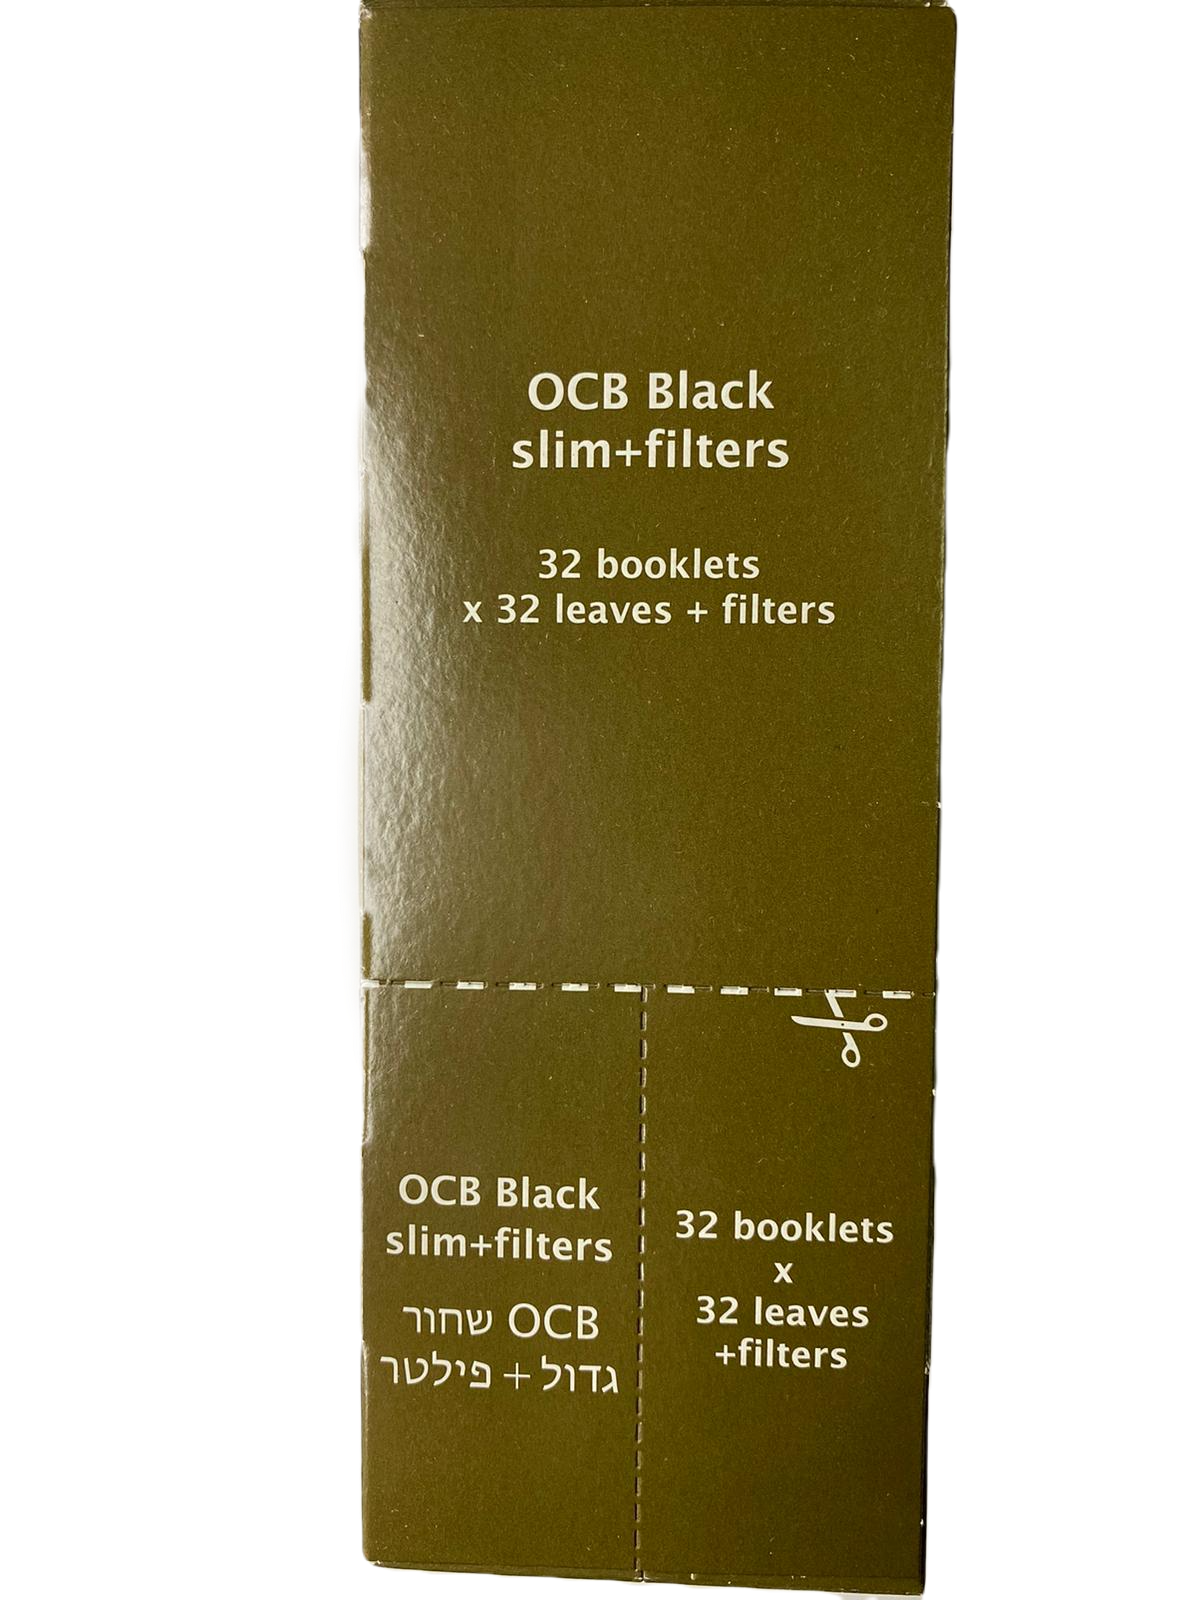 OCB Black
slim+filters
32 booklets
x 32 leaves + filters
OCB Black
slim+filters
OCB שחור
גדול + פילטר
32 booklets
x
32 leaves
+filters